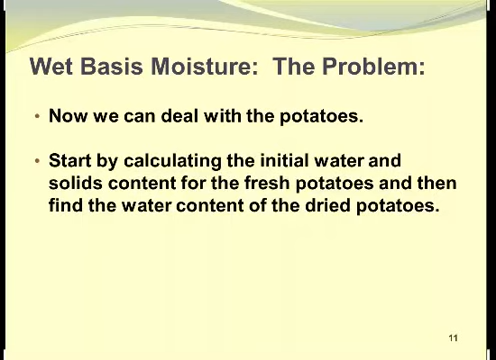 Wet Basis Moisture: The Problem:
• Now we can deal with the potatoes.
• Start by calculating the initial water and
solids content for the fresh potatoes and then
find the water content of the dried potatoes.
11